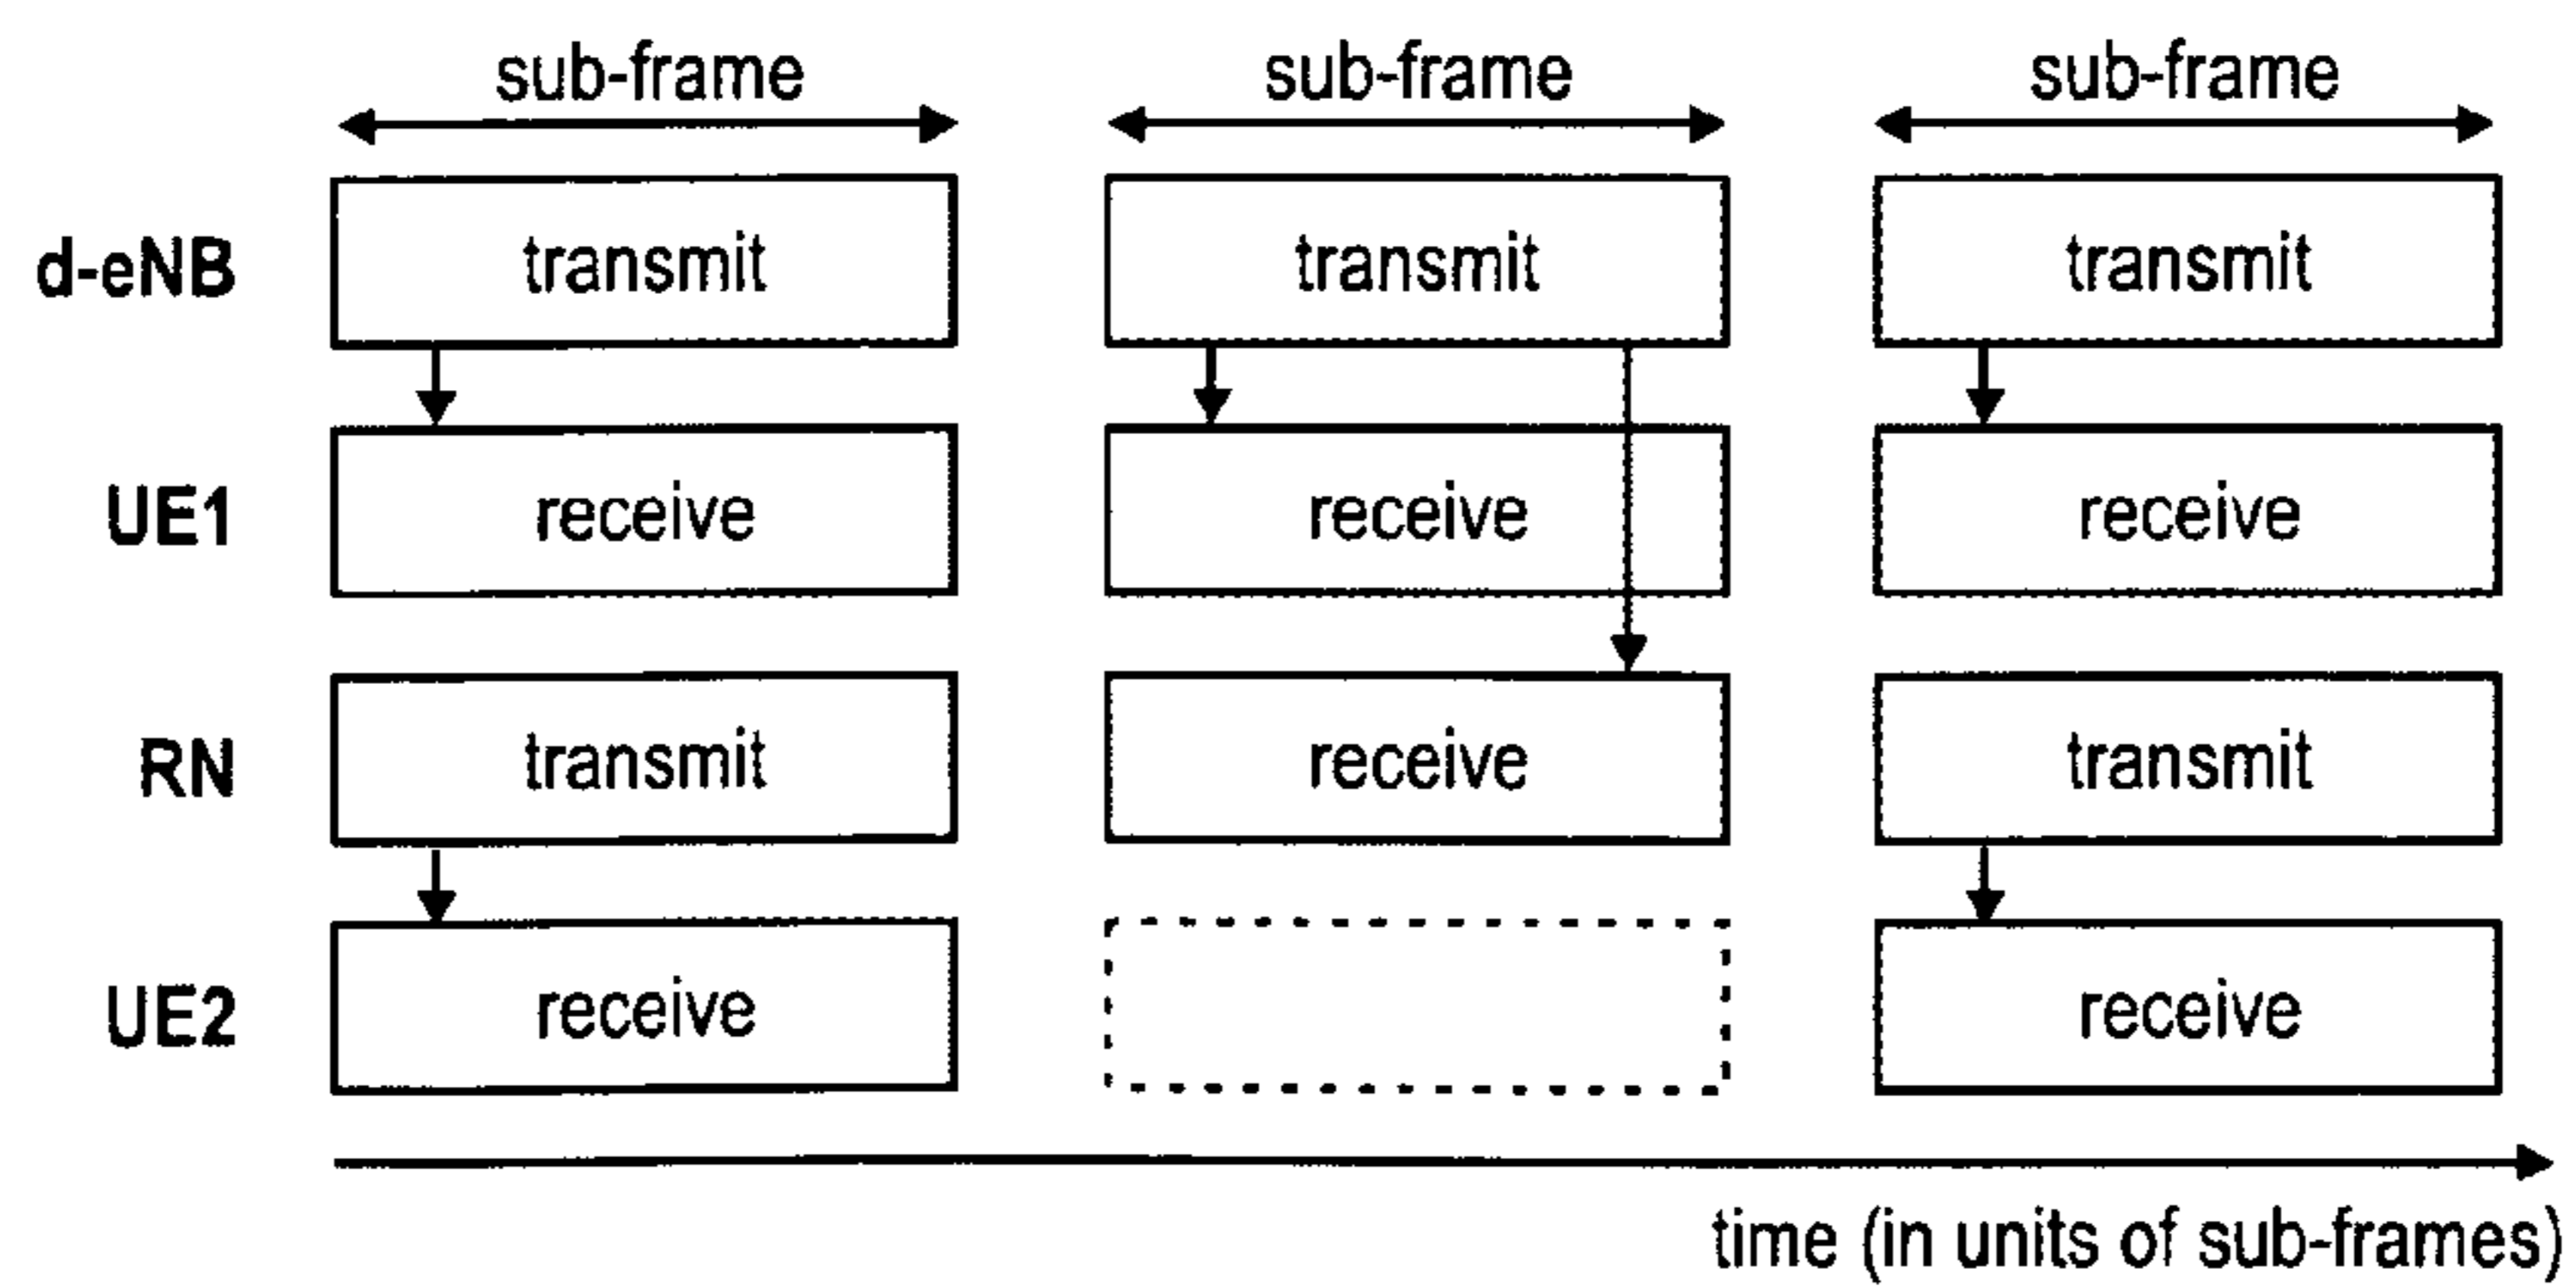 sub-frame sub-frame sub-frame
d-eNB transmit transmit transmit
UE1 receive receive receive
RN transmit receive transmit
UE2 receive receive
time (in units of sub-frames)